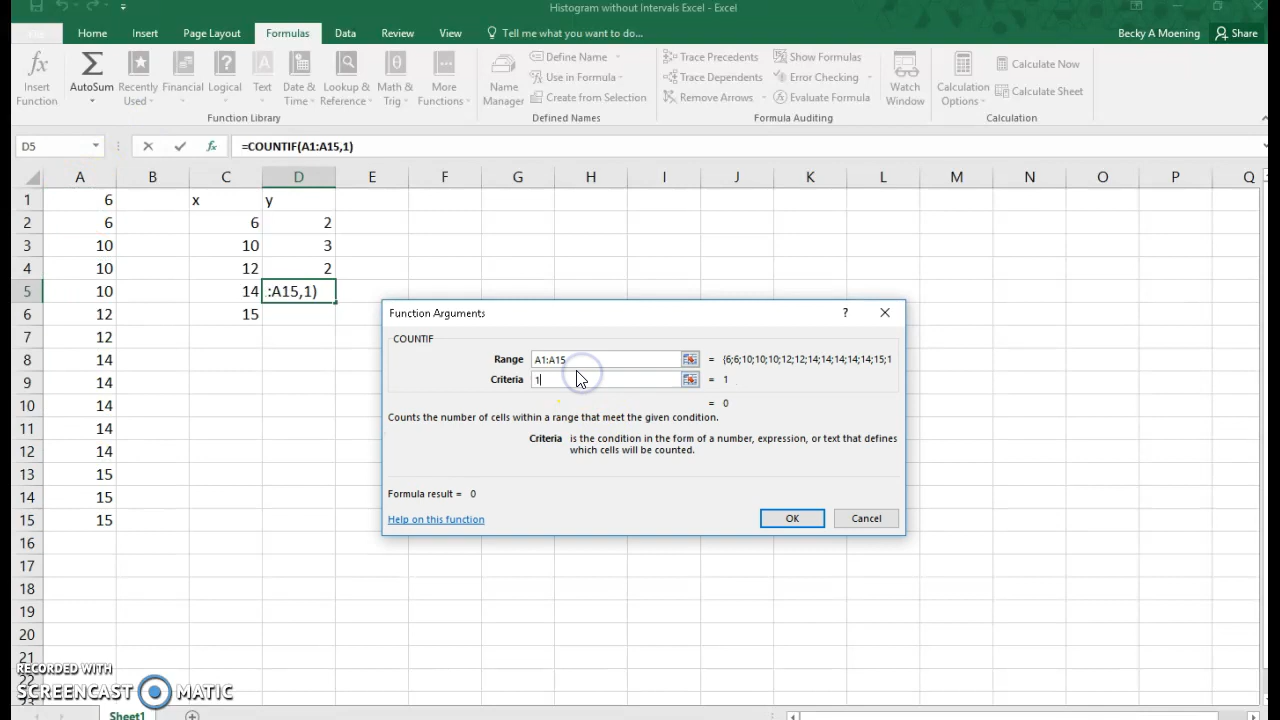 Histogram without Intervals Excel - Excel
File Home Insert Page Layout Formulas Data Review View Tell me what you want to do... Becky A Moening Share
Insert Function
AutoSum
Recently Used
Financial
Logical
Text
Date & Time
Lookup & Reference
Math & Trig
More Functions
Function Library
Name Manager
Define Name
Use in Formula
Create from Selection
Defined Names
Trace Precedents
Trace Dependents
Remove Arrows
Show Formulas
Error Checking
Evaluate Formula
Formula Auditing
Watch Window
Calculation Options
Calculate Now
Calculate Sheet
Calculation
D5 fx =COUNTIF(A1:A15,1)
A B C D E F G H I J K L M N O P Q
1 6 x y
2 6 6 2
3 10 10 3
4 10 12 2
5 10 14 :A15,1)
6 12 15
7 12
8 14
9 14
10 14
11 14
12 14
13 15
14 15
15 15
16
17
18
19
20
21
22
23
Function Arguments ?
COUNTIF
Range A1:A15 = {6;6;10;10;10;12;12;14;14;14;14;14;15;1
Criteria 1 = 1
= 0
Counts the number of cells within a range that meet the given condition.
Criteria is the condition in the form of a number, expression, or text that defines
which cells will be counted.
Formula result = 0
Help on this function OK Cancel
RECORDED WITH
SCREENCAST MATIC
Sheet1